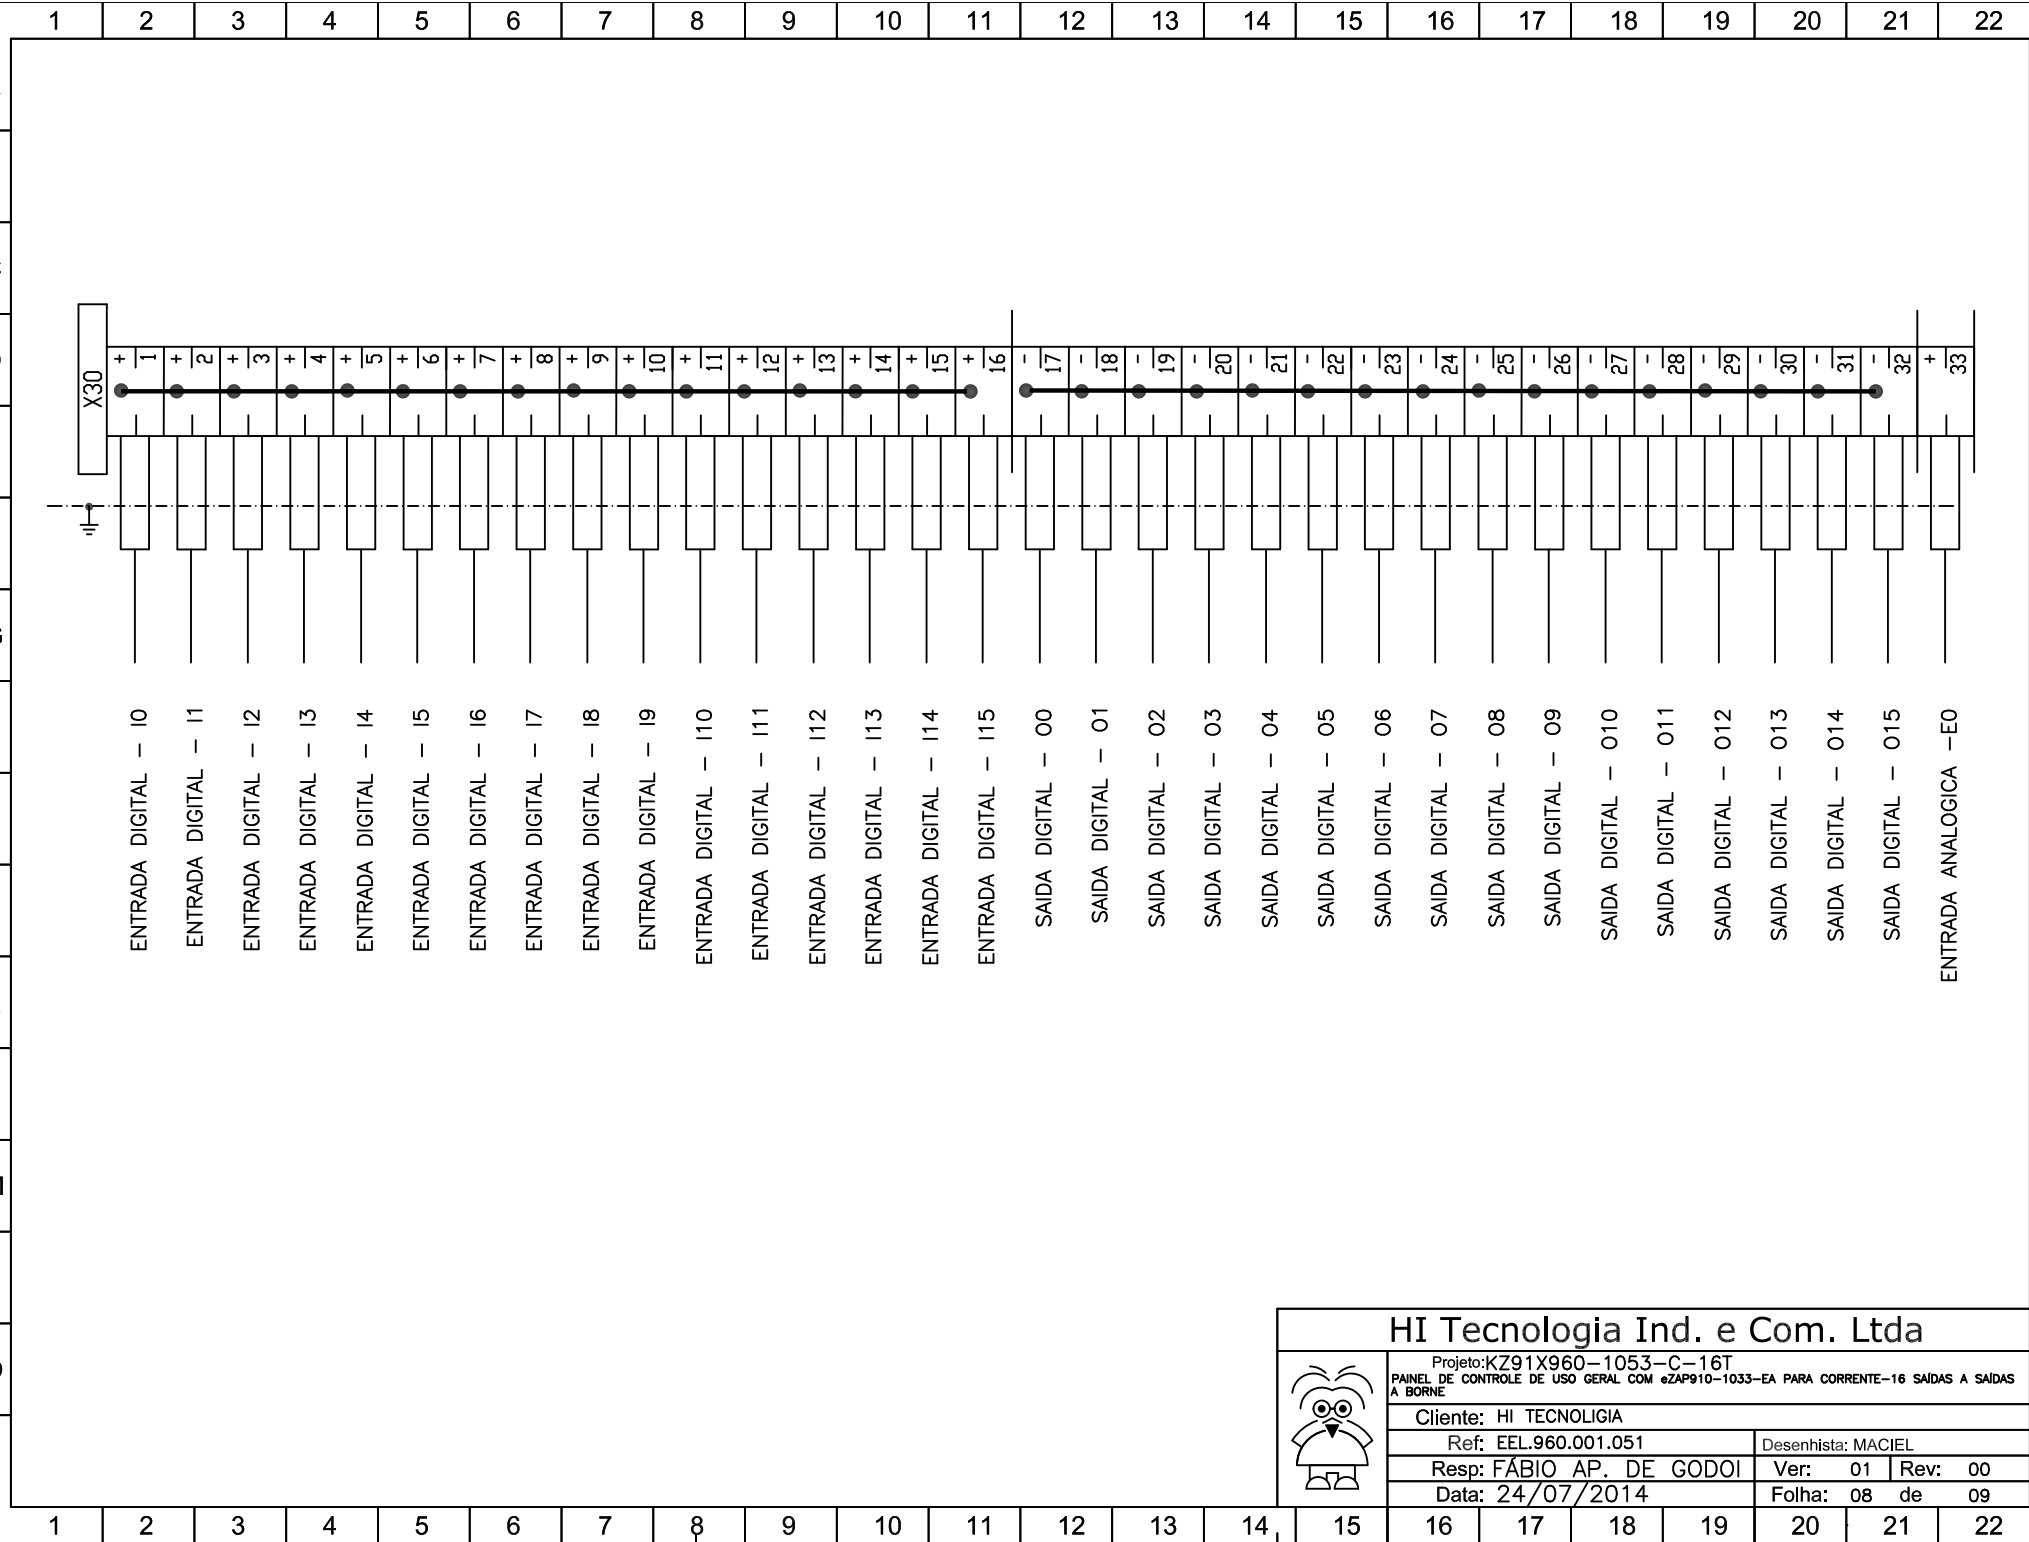 1 2 3 4 5 6 7 8 9 10 11 12 13 14 15 16 17 18 19 20 21 22
X30
+ 1 + 2 + 3 + 4 + 5 + 6 + 7 + 8 + 9 + 10 + 11 + 12 + 13 + 14 + 15 + 16 - 17 - 18 - 19 - 20 - 21 - 22 - 23 - 24 - 25 - 26 - 27 - 28 - 29 - 30 - 31 - 32 + 33
ENTRADA DIGITAL - I0
ENTRADA DIGITAL - I1
ENTRADA DIGITAL - I2
ENTRADA DIGITAL - I3
ENTRADA DIGITAL - I4
ENTRADA DIGITAL - I5
ENTRADA DIGITAL - I6
ENTRADA DIGITAL - I7
ENTRADA DIGITAL - I8
ENTRADA DIGITAL - I9
ENTRADA DIGITAL - I10
ENTRADA DIGITAL - I11
ENTRADA DIGITAL - I12
ENTRADA DIGITAL - I13
ENTRADA DIGITAL - I14
ENTRADA DIGITAL - I15
SAIDA DIGITAL - O0
SAIDA DIGITAL - O1
SAIDA DIGITAL - O2
SAIDA DIGITAL - O3
SAIDA DIGITAL - O4
SAIDA DIGITAL - O5
SAIDA DIGITAL - O6
SAIDA DIGITAL - O7
SAIDA DIGITAL - O8
SAIDA DIGITAL - O9
SAIDA DIGITAL - O10
SAIDA DIGITAL - O11
SAIDA DIGITAL - O12
SAIDA DIGITAL - O13
SAIDA DIGITAL - O14
SAIDA DIGITAL - O15
ENTRADA ANALOGICA -E0
HI Tecnologia Ind. e Com. Ltda
Projeto:KZ91X960-1053-C-16T
PAINEL DE CONTROLE DE USO GERAL COM eZAP910-1033-EA PARA CORRENTE-16 SAÍDAS A SAÍDAS
A BORNE
Cliente: HI TECNOLIGIA
Ref: EEL.960.001.051 Desenhista: MACIEL
Resp: FÁBIO AP. DE GODOI Ver: 01 Rev: 00
Data: 24/07/2014 Folha: 08 de 09
1 2 3 4 5 6 7 8 9 10 11 12 13 14 15 16 17 18 19 20 21 22